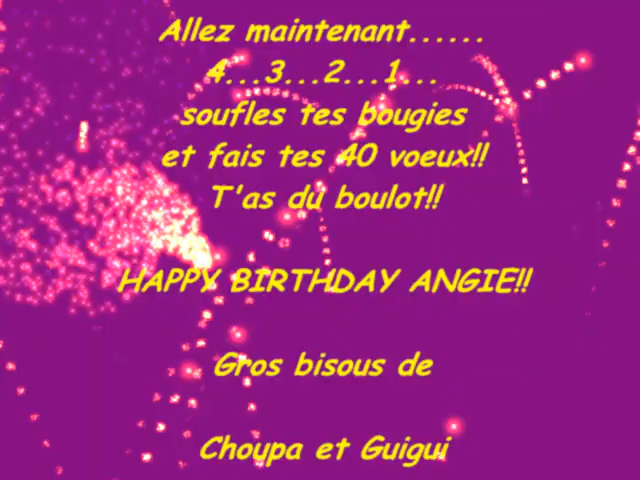 Allez maintenant......
4...3...2...1...
soufles tes bougies
et fais tes 40 voeux!!
T'as du boulot!!
HAPPY BIRTHDAY ANGIE!!
Gros bisous de
Choupa et Guigui